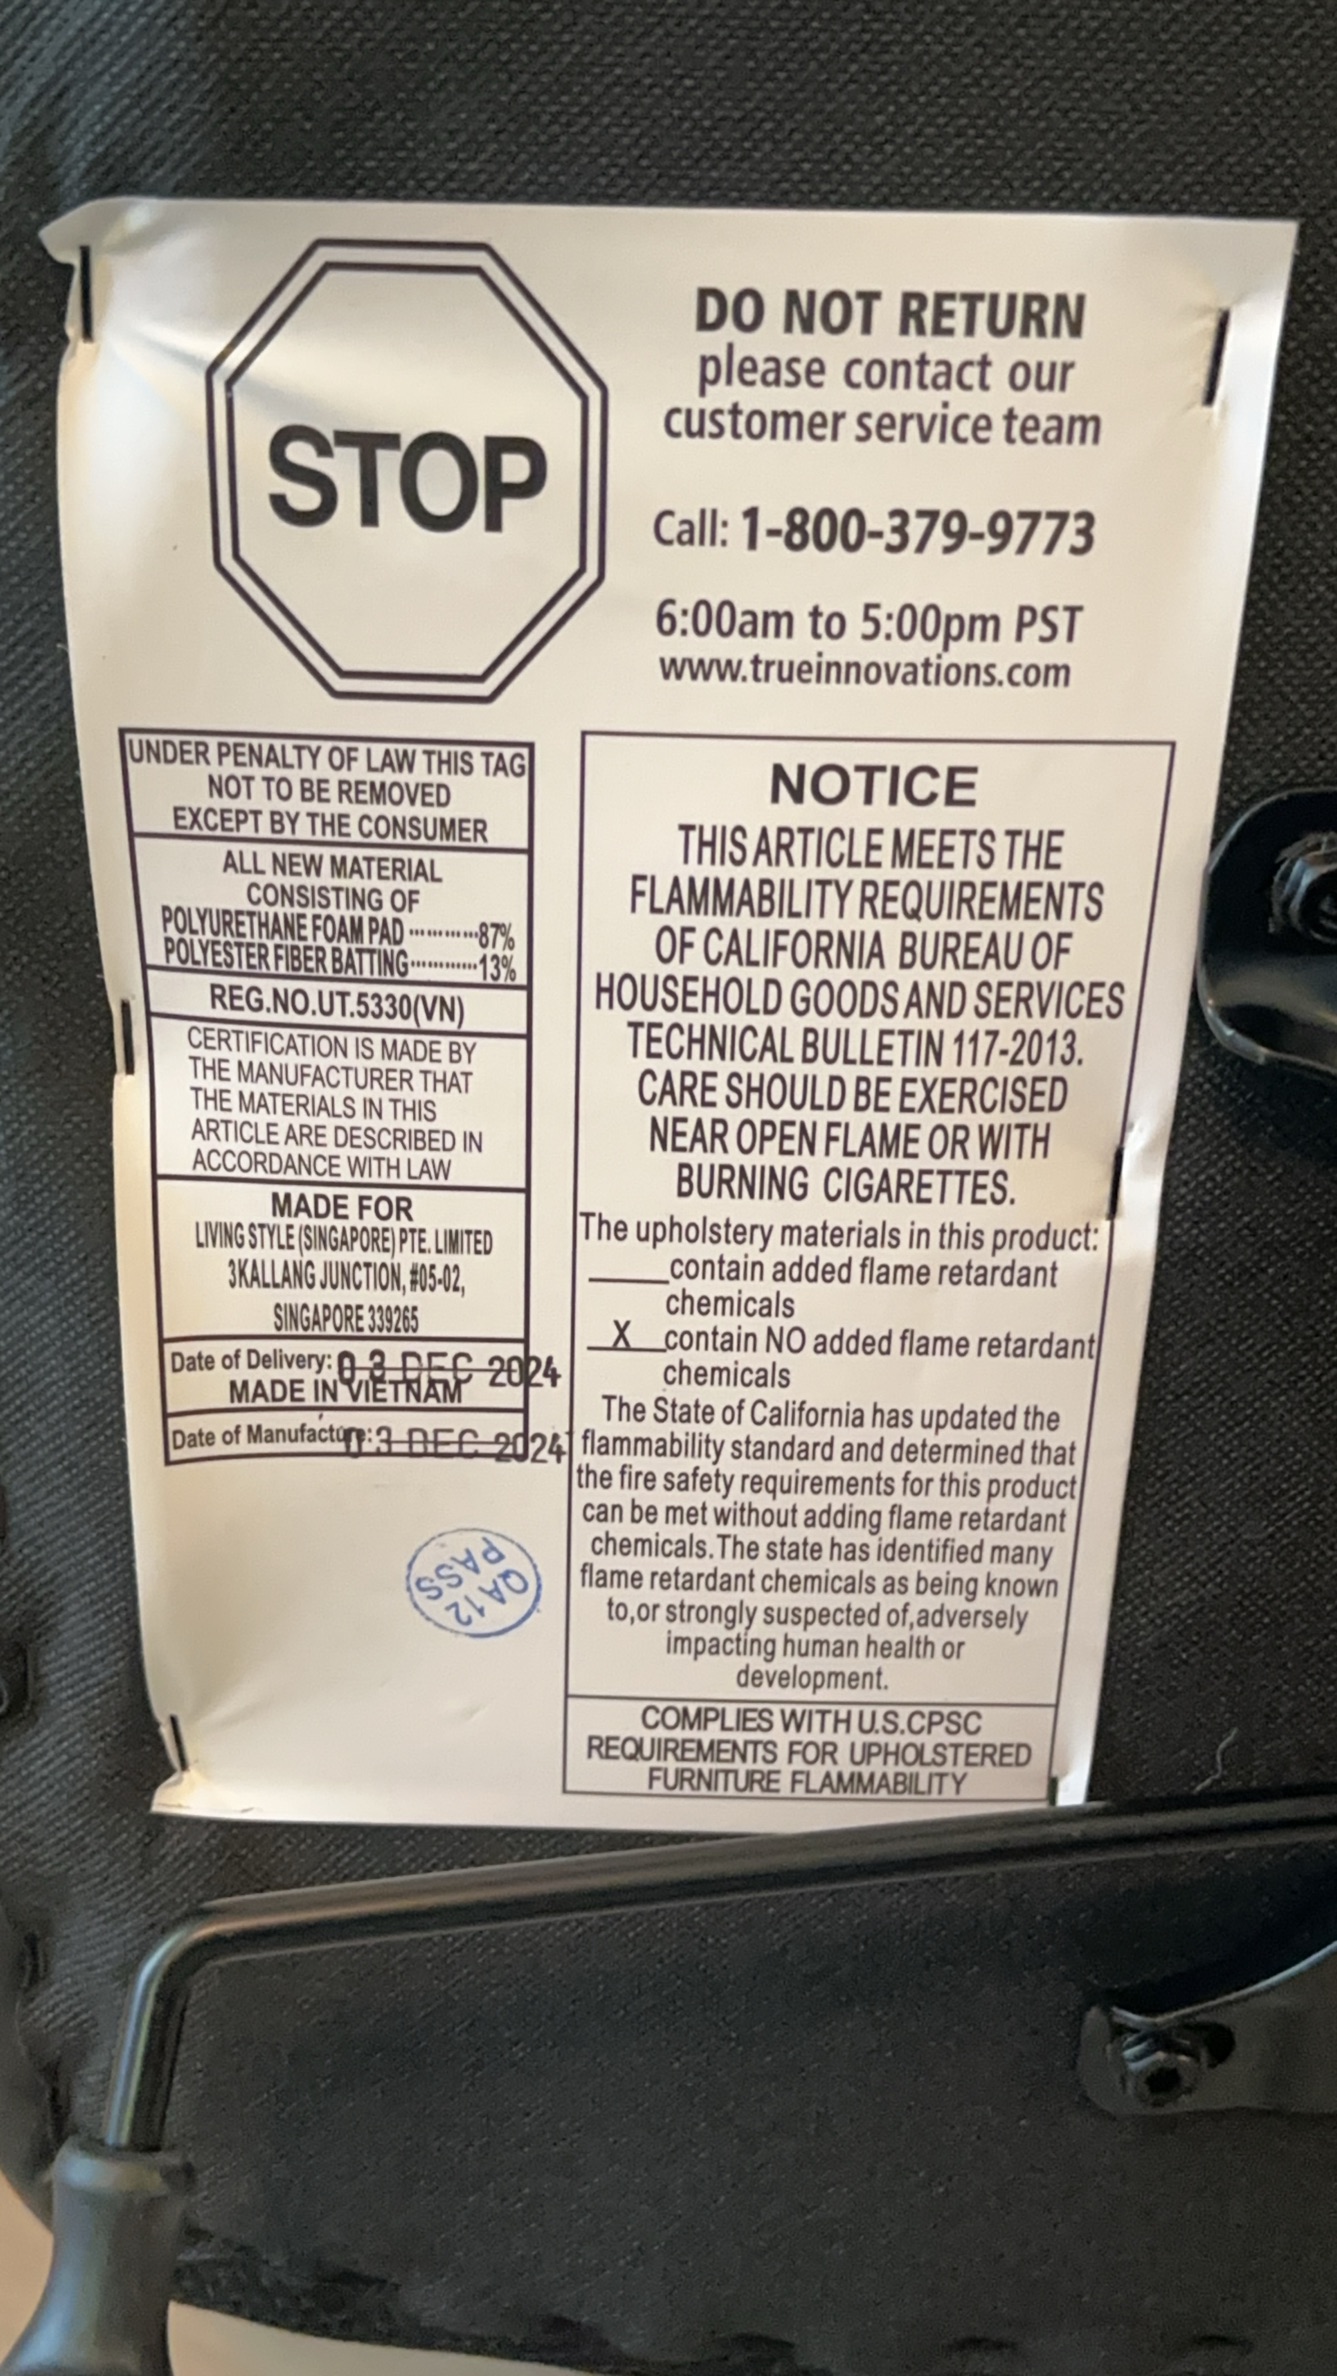 STOP
DO NOT RETURN
please contact our
customer service team
Call: 1-800-379-9773
6:00am to 5:00pm PST
www.trueinnovations.com
UNDER PENALTY OF LAW THIS TAG
NOT TO BE REMOVED
EXCEPT BY THE CONSUMER
ALL NEW MATERIAL
CONSISTING OF
POLYURETHANE FOAM PAD ............87%
POLYESTER FIBER BATTING............13%
REG.NO.UT.5330(VN)
CERTIFICATION IS MADE BY
THE MANUFACTURER THAT
THE MATERIALS IN THIS
ARTICLE ARE DESCRIBED IN
ACCORDANCE WITH LAW
MADE FOR
LIVING STYLE (SINGAPORE) PTE. LIMITED
3KALLANG JUNCTION, #05-02,
SINGAPORE 339265
Date of Delivery: 03 DEC 2024
MADE IN VIETNAM
Date of Manufacture: 03 DEC 2024
QA12
PASS
NOTICE
THIS ARTICLE MEETS THE
FLAMMABILITY REQUIREMENTS
OF CALIFORNIA BUREAU OF
HOUSEHOLD GOODS AND SERVICES
TECHNICAL BULLETIN 117-2013.
CARE SHOULD BE EXERCISED
NEAR OPEN FLAME OR WITH
BURNING CIGARETTES.
The upholstery materials in this product:
_____contain added flame retardant
chemicals
__X__contain NO added flame retardant
chemicals
The State of California has updated the
flammability standard and determined that
the fire safety requirements for this product
can be met without adding flame retardant
chemicals.The state has identified many
flame retardant chemicals as being known
to,or strongly suspected of,adversely
impacting human health or
development.
COMPLIES WITH U.S.CPSC
REQUIREMENTS FOR UPHOLSTERED
FURNITURE FLAMMABILITY